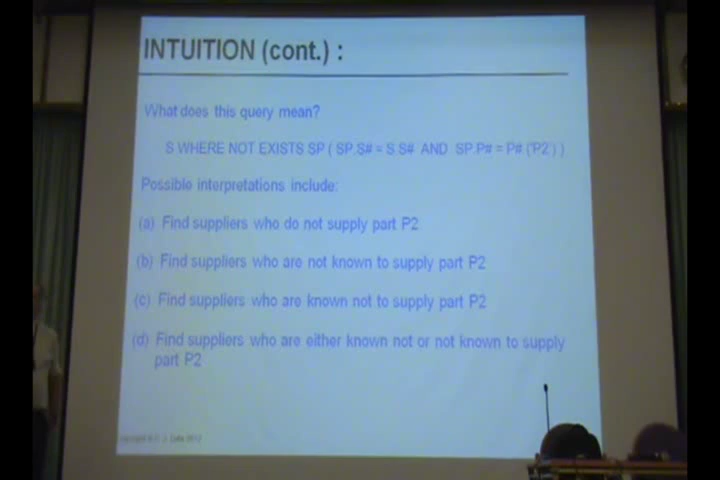 INTUITION (cont.) :
What does this query mean?
S WHERE NOT EXISTS SP ( SP.S# = S.S# AND SP.P# = P# ('P2') )
Possible interpretations include:
(a) Find suppliers who do not supply part P2
(b) Find suppliers who are not known to supply part P2
(c) Find suppliers who are known not to supply part P2
(d) Find suppliers who are either known not or not known to supply
part P2
C. J. Date 2013